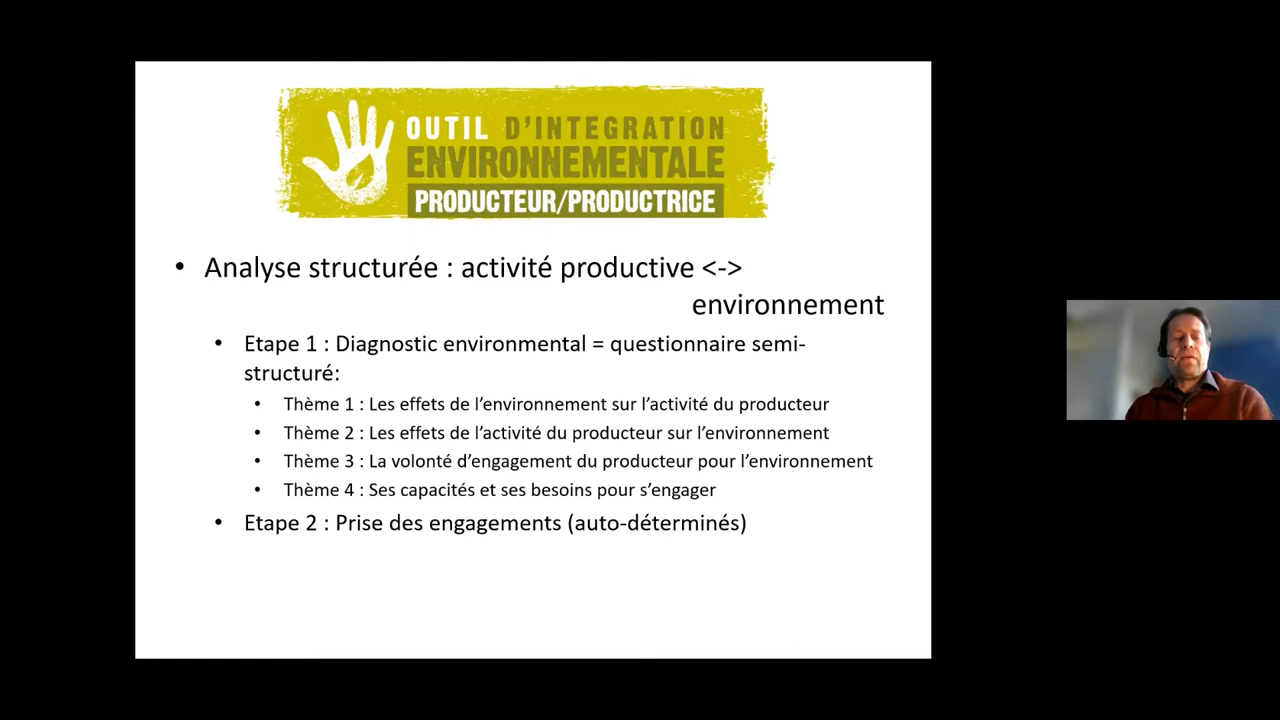 OUTIL D'INTEGRATION
ENVIRONNEMENTALE
PRODUCTEUR/PRODUCTRICE
• Analyse structurée : activité productive <->
environnement
• Etape 1 : Diagnostic environmental = questionnaire semi-
structuré:
• Thème 1 : Les effets de l’environnement sur l’activité du producteur
• Thème 2 : Les effets de l’activité du producteur sur l’environnement
• Thème 3 : La volonté d’engagement du producteur pour l’environnement
• Thème 4 : Ses capacités et ses besoins pour s’engager
• Etape 2 : Prise des engagements (auto-déterminés)